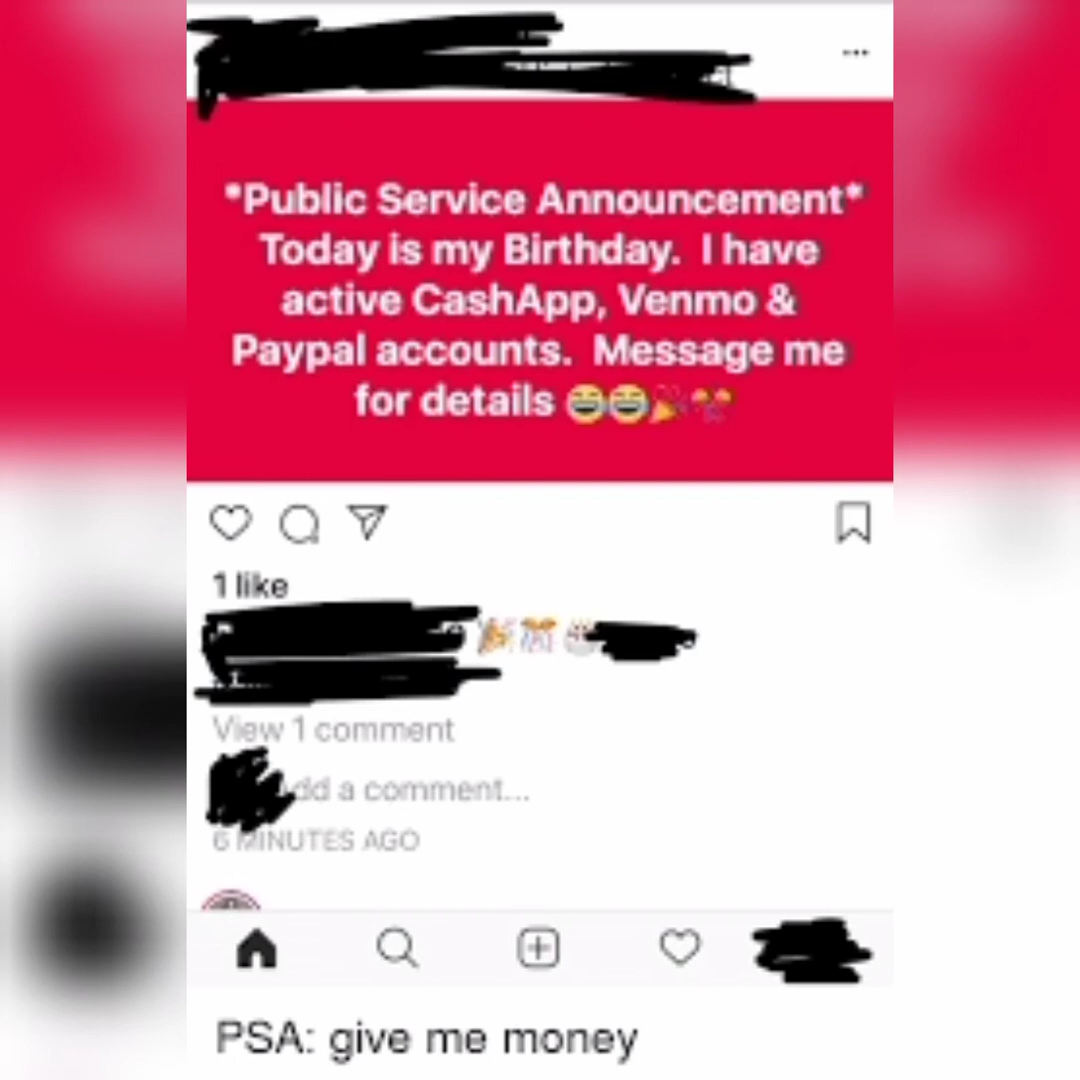 *Public Service Announcement*
Today is my Birthday. I have
active CashApp, Venmo &
Paypal accounts. Message me
for details 😅😅🎉🎊
1 like
View 1 comment
dd a comment...
6 MINUTES AGO
PSA: give me money